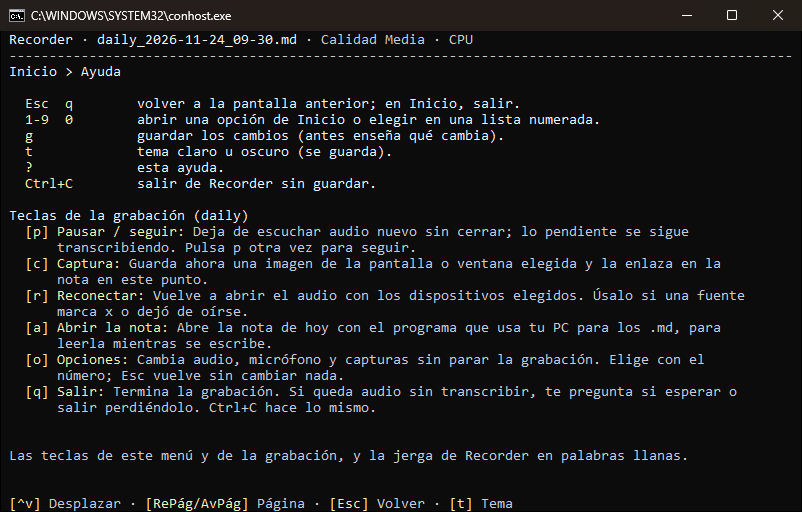 C:\WINDOWS\SYSTEM32\conhost.exe
Recorder · daily_2026-11-24_09-30.md · Calidad Media · CPU
Inicio > Ayuda
Esc q volver a la pantalla anterior; en Inicio, salir.
1-9 0 abrir una opción de Inicio o elegir en una lista numerada.
g guardar los cambios (antes enseña qué cambia).
t tema claro u oscuro (se guarda).
? esta ayuda.
Ctrl+C salir de Recorder sin guardar.
Teclas de la grabación (daily)
[p] Pausar / seguir: Deja de escuchar audio nuevo sin cerrar; lo pendiente se sigue
transcribiendo. Pulsa p otra vez para seguir.
[c] Captura: Guarda ahora una imagen de la pantalla o ventana elegida y la enlaza en la
nota en este punto.
[r] Reconectar: Vuelve a abrir el audio con los dispositivos elegidos. Úsalo si una fuente
marca x o dejó de oírse.
[a] Abrir la nota: Abre la nota de hoy con el programa que usa tu PC para los .md, para
leerla mientras se escribe.
[o] Opciones: Cambia audio, micrófono y capturas sin parar la grabación. Elige con el
número; Esc vuelve sin cambiar nada.
[q] Salir: Termina la grabación. Si queda audio sin transcribir, te pregunta si esperar o
salir perdiéndolo. Ctrl+C hace lo mismo.
Las teclas de este menú y de la grabación, y la jerga de Recorder en palabras llanas.
[^v] Desplazar · [RePág/AvPág] Página · [Esc] Volver · [t] Tema